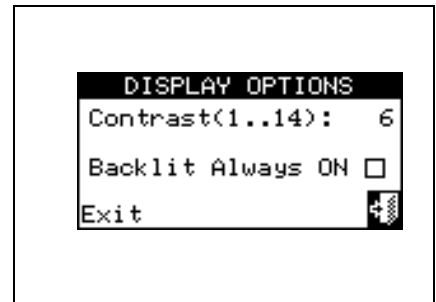 DISPLAY OPTIONS
Contrast(1..14): 6
Backlit Always ON
Exit